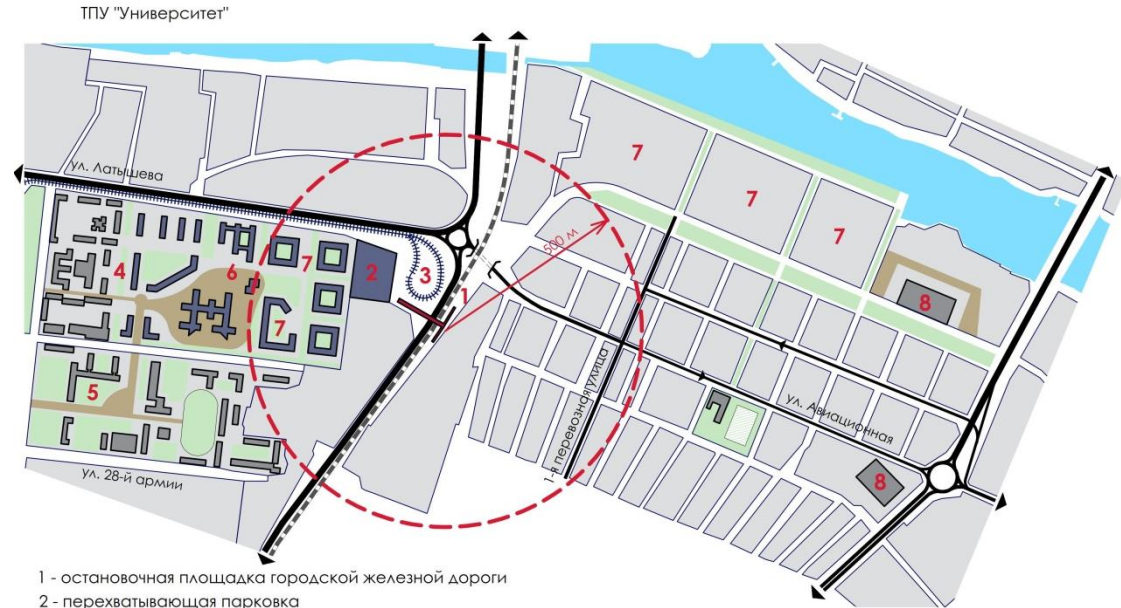 ТПУ "Университет"
7
ул. Латышева
7
500 м
7
4
6
7
2
3
1
8
7
5
1-я перевозная улица
ул. Авиационная
8
ул. 28-й армии
1 - остановочная площадка городской железной дороги
2 - перехватывающая парковка